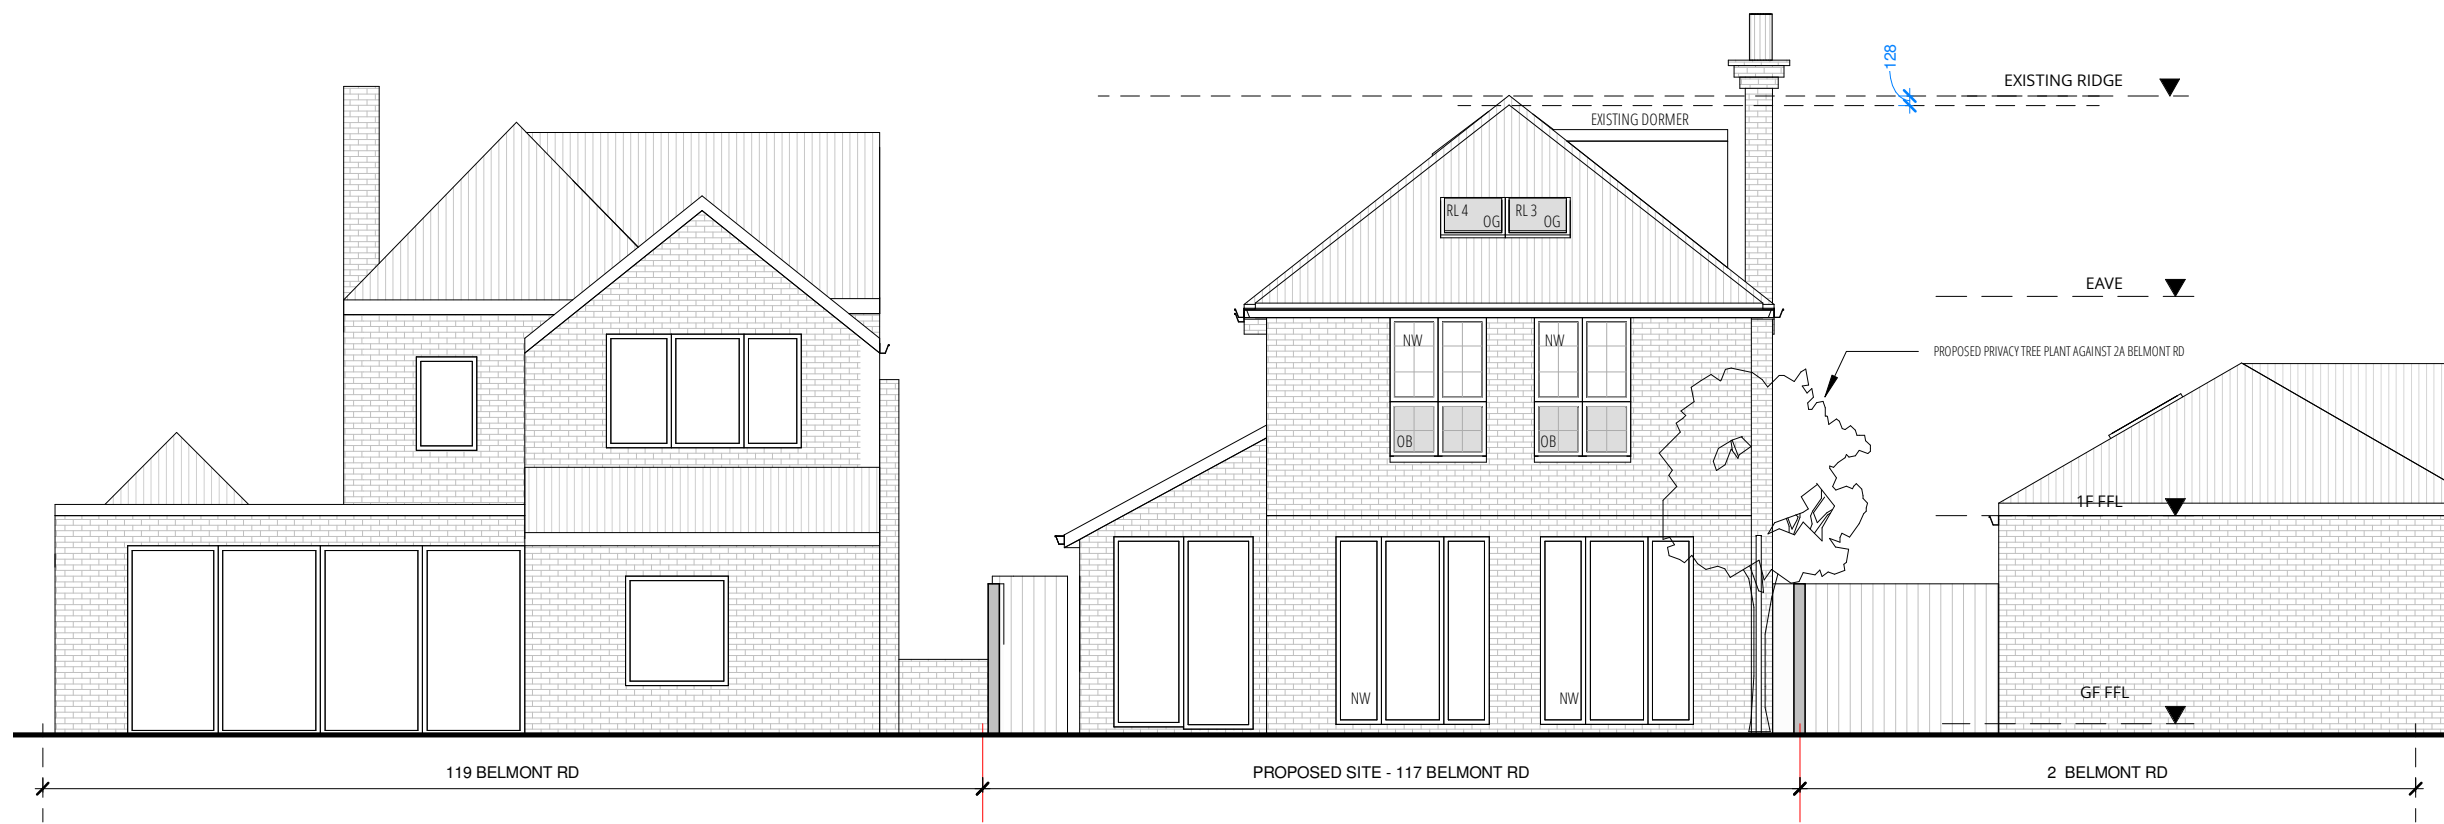 128
EXISTING RIDGE
EXISTING DORMER
RL 4
OG
RL 3
OG
EAVE
NW
NW
PROPOSED PRIVACY TREE PLANT AGAINST 2A BELMONT RD
OB
OB
1F FFL
GF FFL
NW
NW
119 BELMONT RD
PROPOSED SITE - 117 BELMONT RD
2 BELMONT RD